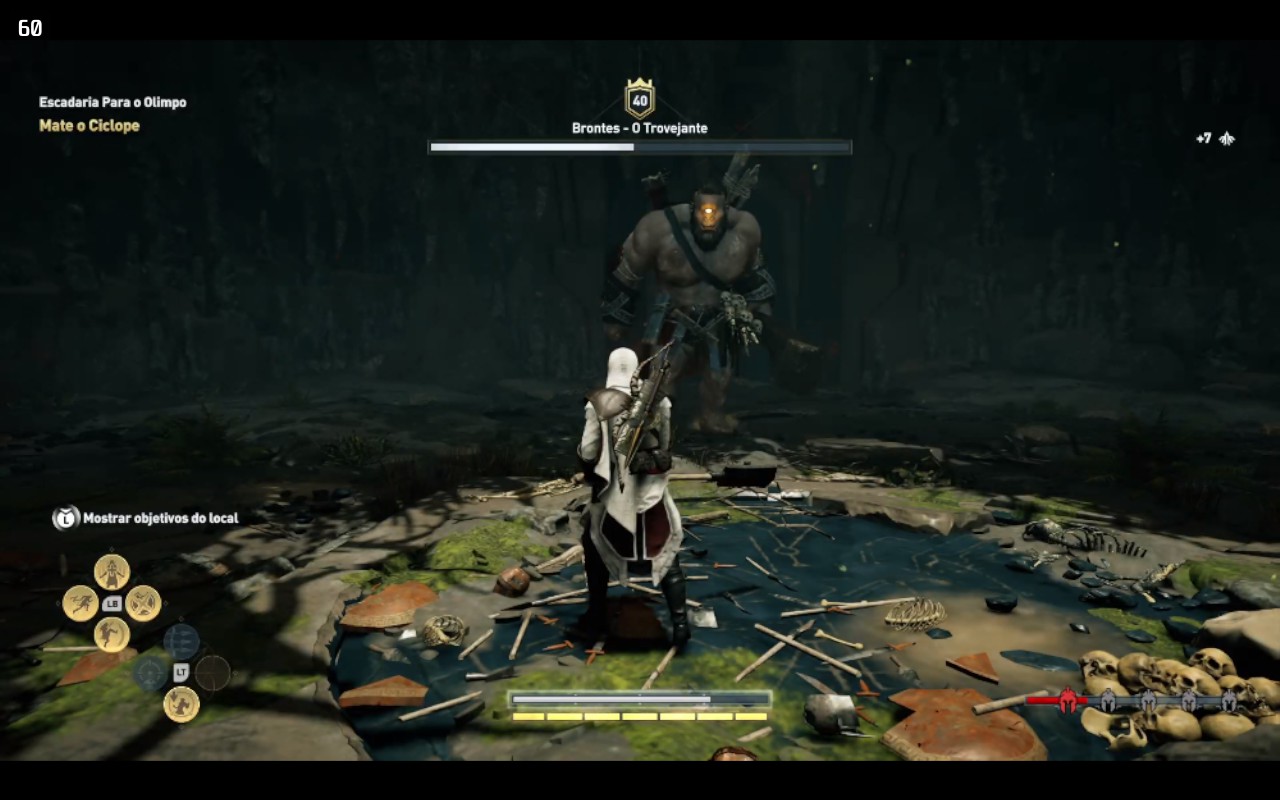 60
Escadaria Para o Olimpo
Mate o Ciclope
40
Brontes - O Trovejante
+7
L Mostrar objetivos do local
LB
LT